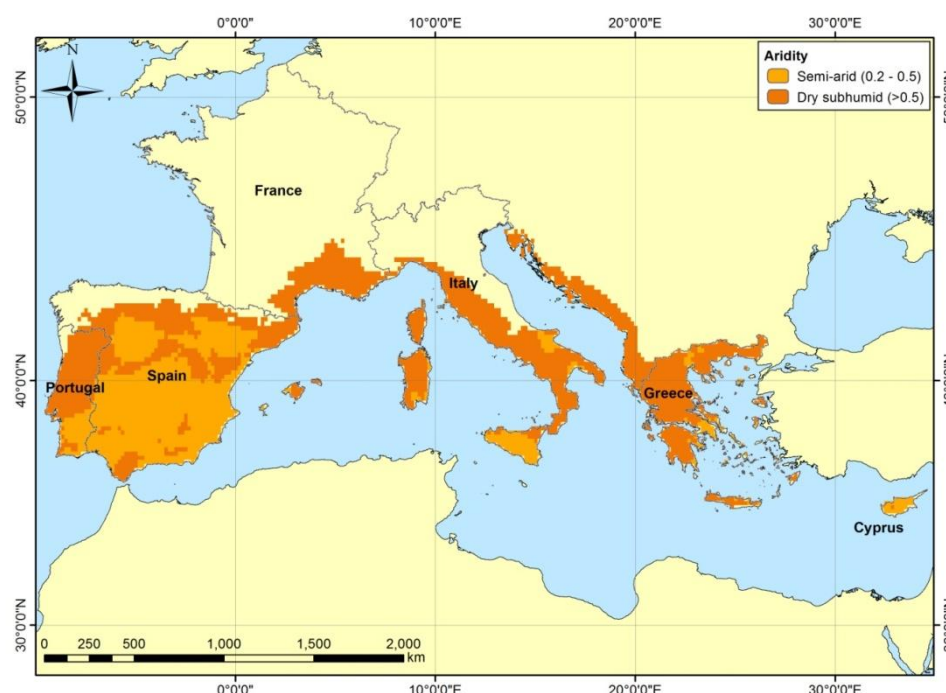 0°0'0"
10°0'0"E
20°0'0"E
30°0'0"E
N
Aridity
Semi-arid (0.2 - 0.5)
Dry subhumid (>0.5)
50°0'0"N
France
Italy
40°0'0"N
Portugal
Spain
Greece
Cyprus
30°0'0"N
0 250 500 1,000 1,500 2,000
km
0°0'0"
10°0'0"E
20°0'0"E
30°0'0"E